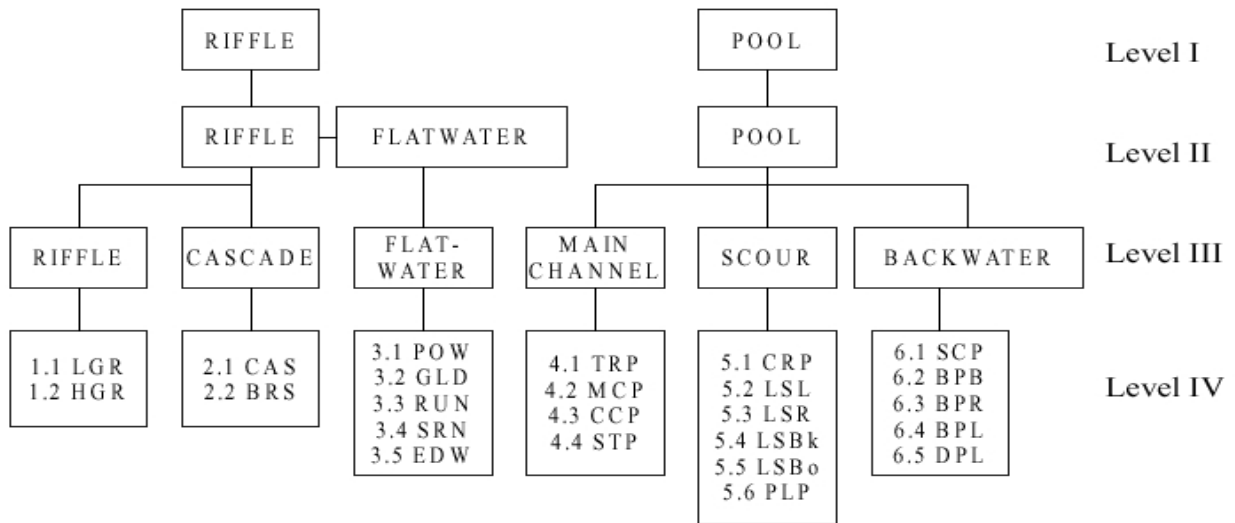 RIFFLE
POOL
Level I
RIFFLE
FLATWATER
POOL
Level II
RIFFLE
CASCADE
FLAT-
WATER
MAIN
CHANNEL
SCOUR
BACKWATER
Level III
1.1 LGR
1.2 HGR
2.1 CAS
2.2 BRS
3.1 POW
3.2 GLD
3.3 RUN
3.4 SRN
3.5 EDW
4.1 TRP
4.2 MCP
4.3 CCP
4.4 STP
5.1 CRP
5.2 LSL
5.3 LSR
5.4 LSBk
5.5 LSBo
5.6 PLP
6.1 SCP
6.2 BPB
6.3 BPR
6.4 BPL
6.5 DPL
Level IV